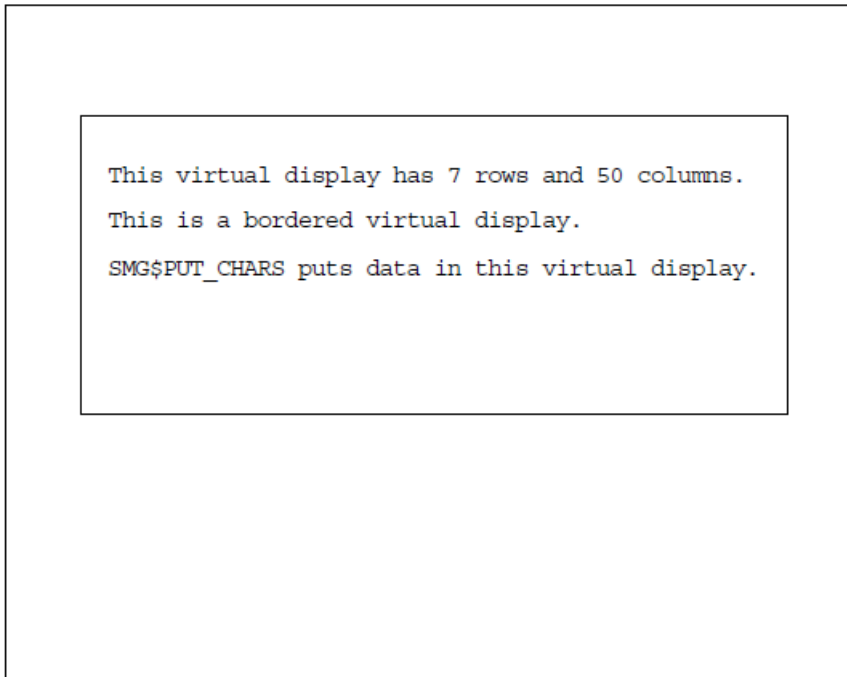 This virtual display has 7 rows and 50 columns.
This is a bordered virtual display.
SMG$PUT_CHARS puts data in this virtual display.